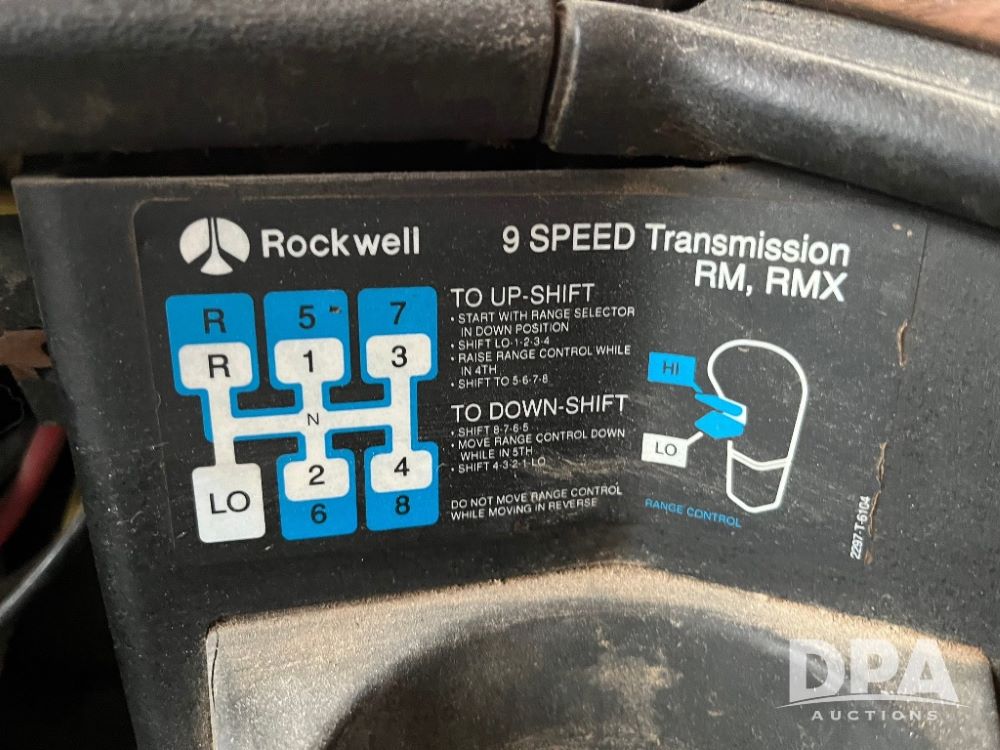 Rockwell
9 SPEED Transmission
RM, RMX
R 5 7
R 1 3
N
LO 2 4
6 8
TO UP-SHIFT
• START WITH RANGE SELECTOR
IN DOWN POSITION
• SHIFT LO-1-2-3-4
• RAISE RANGE CONTROL WHILE
IN 4TH
• SHIFT TO 5-6-7-8
TO DOWN-SHIFT
• SHIFT 8-7-6-5
• MOVE RANGE CONTROL DOWN
WHILE IN 5TH
• SHIFT 4-3-2-1-LO
DO NOT MOVE RANGE CONTROL
WHILE MOVING IN REVERSE
HI
LO
RANGE CONTROL
2297-T-6104
DPA
AUCTIONS